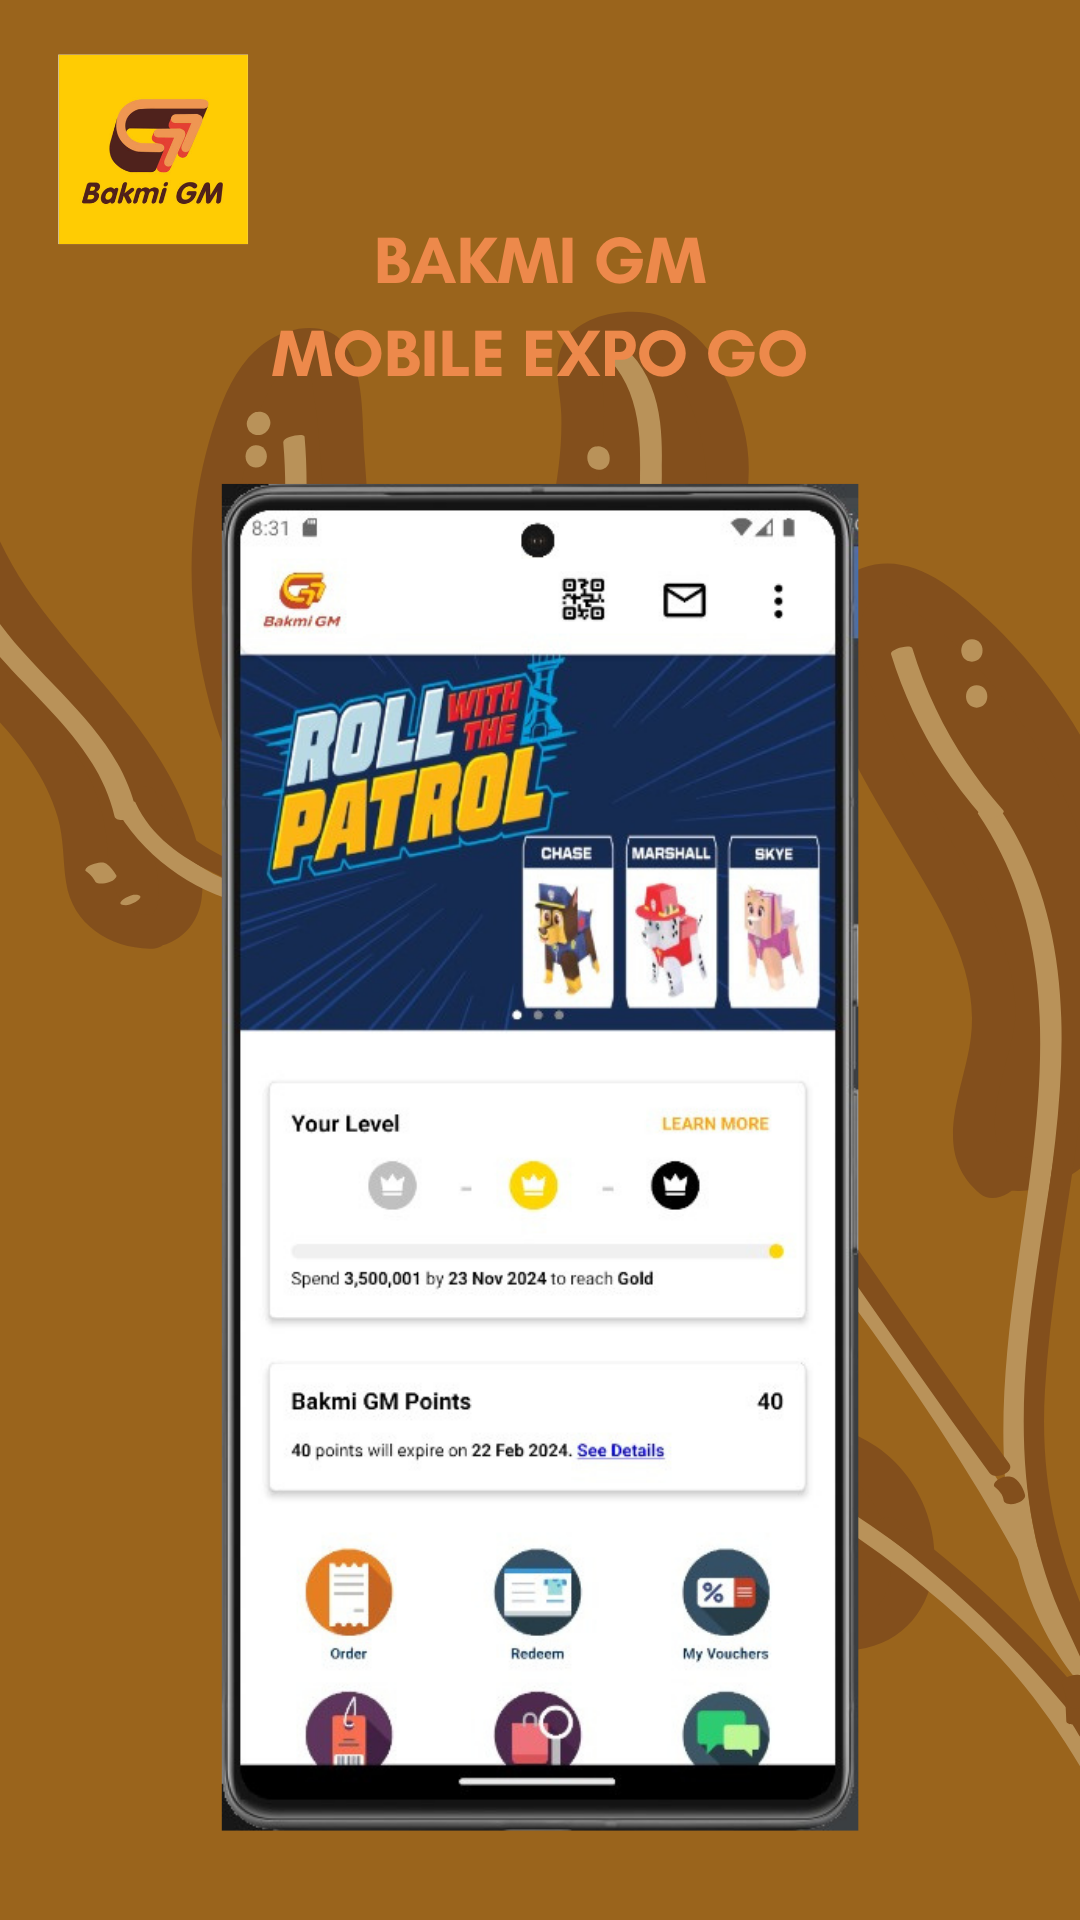 Bakmi GM
BAKMI GM
MOBILE EXPO GO
8:31
Bakmi GM
ROLL WITH THE
PATROL
CHASE
MARSHALL
SKYE
Your Level
LEARN MORE
Spend 3,500,001 by 23 Nov 2024 to reach Gold
Bakmi GM Points
40
40 points will expire on 22 Feb 2024. See Details
%
Order
Redeem
My Vouchers